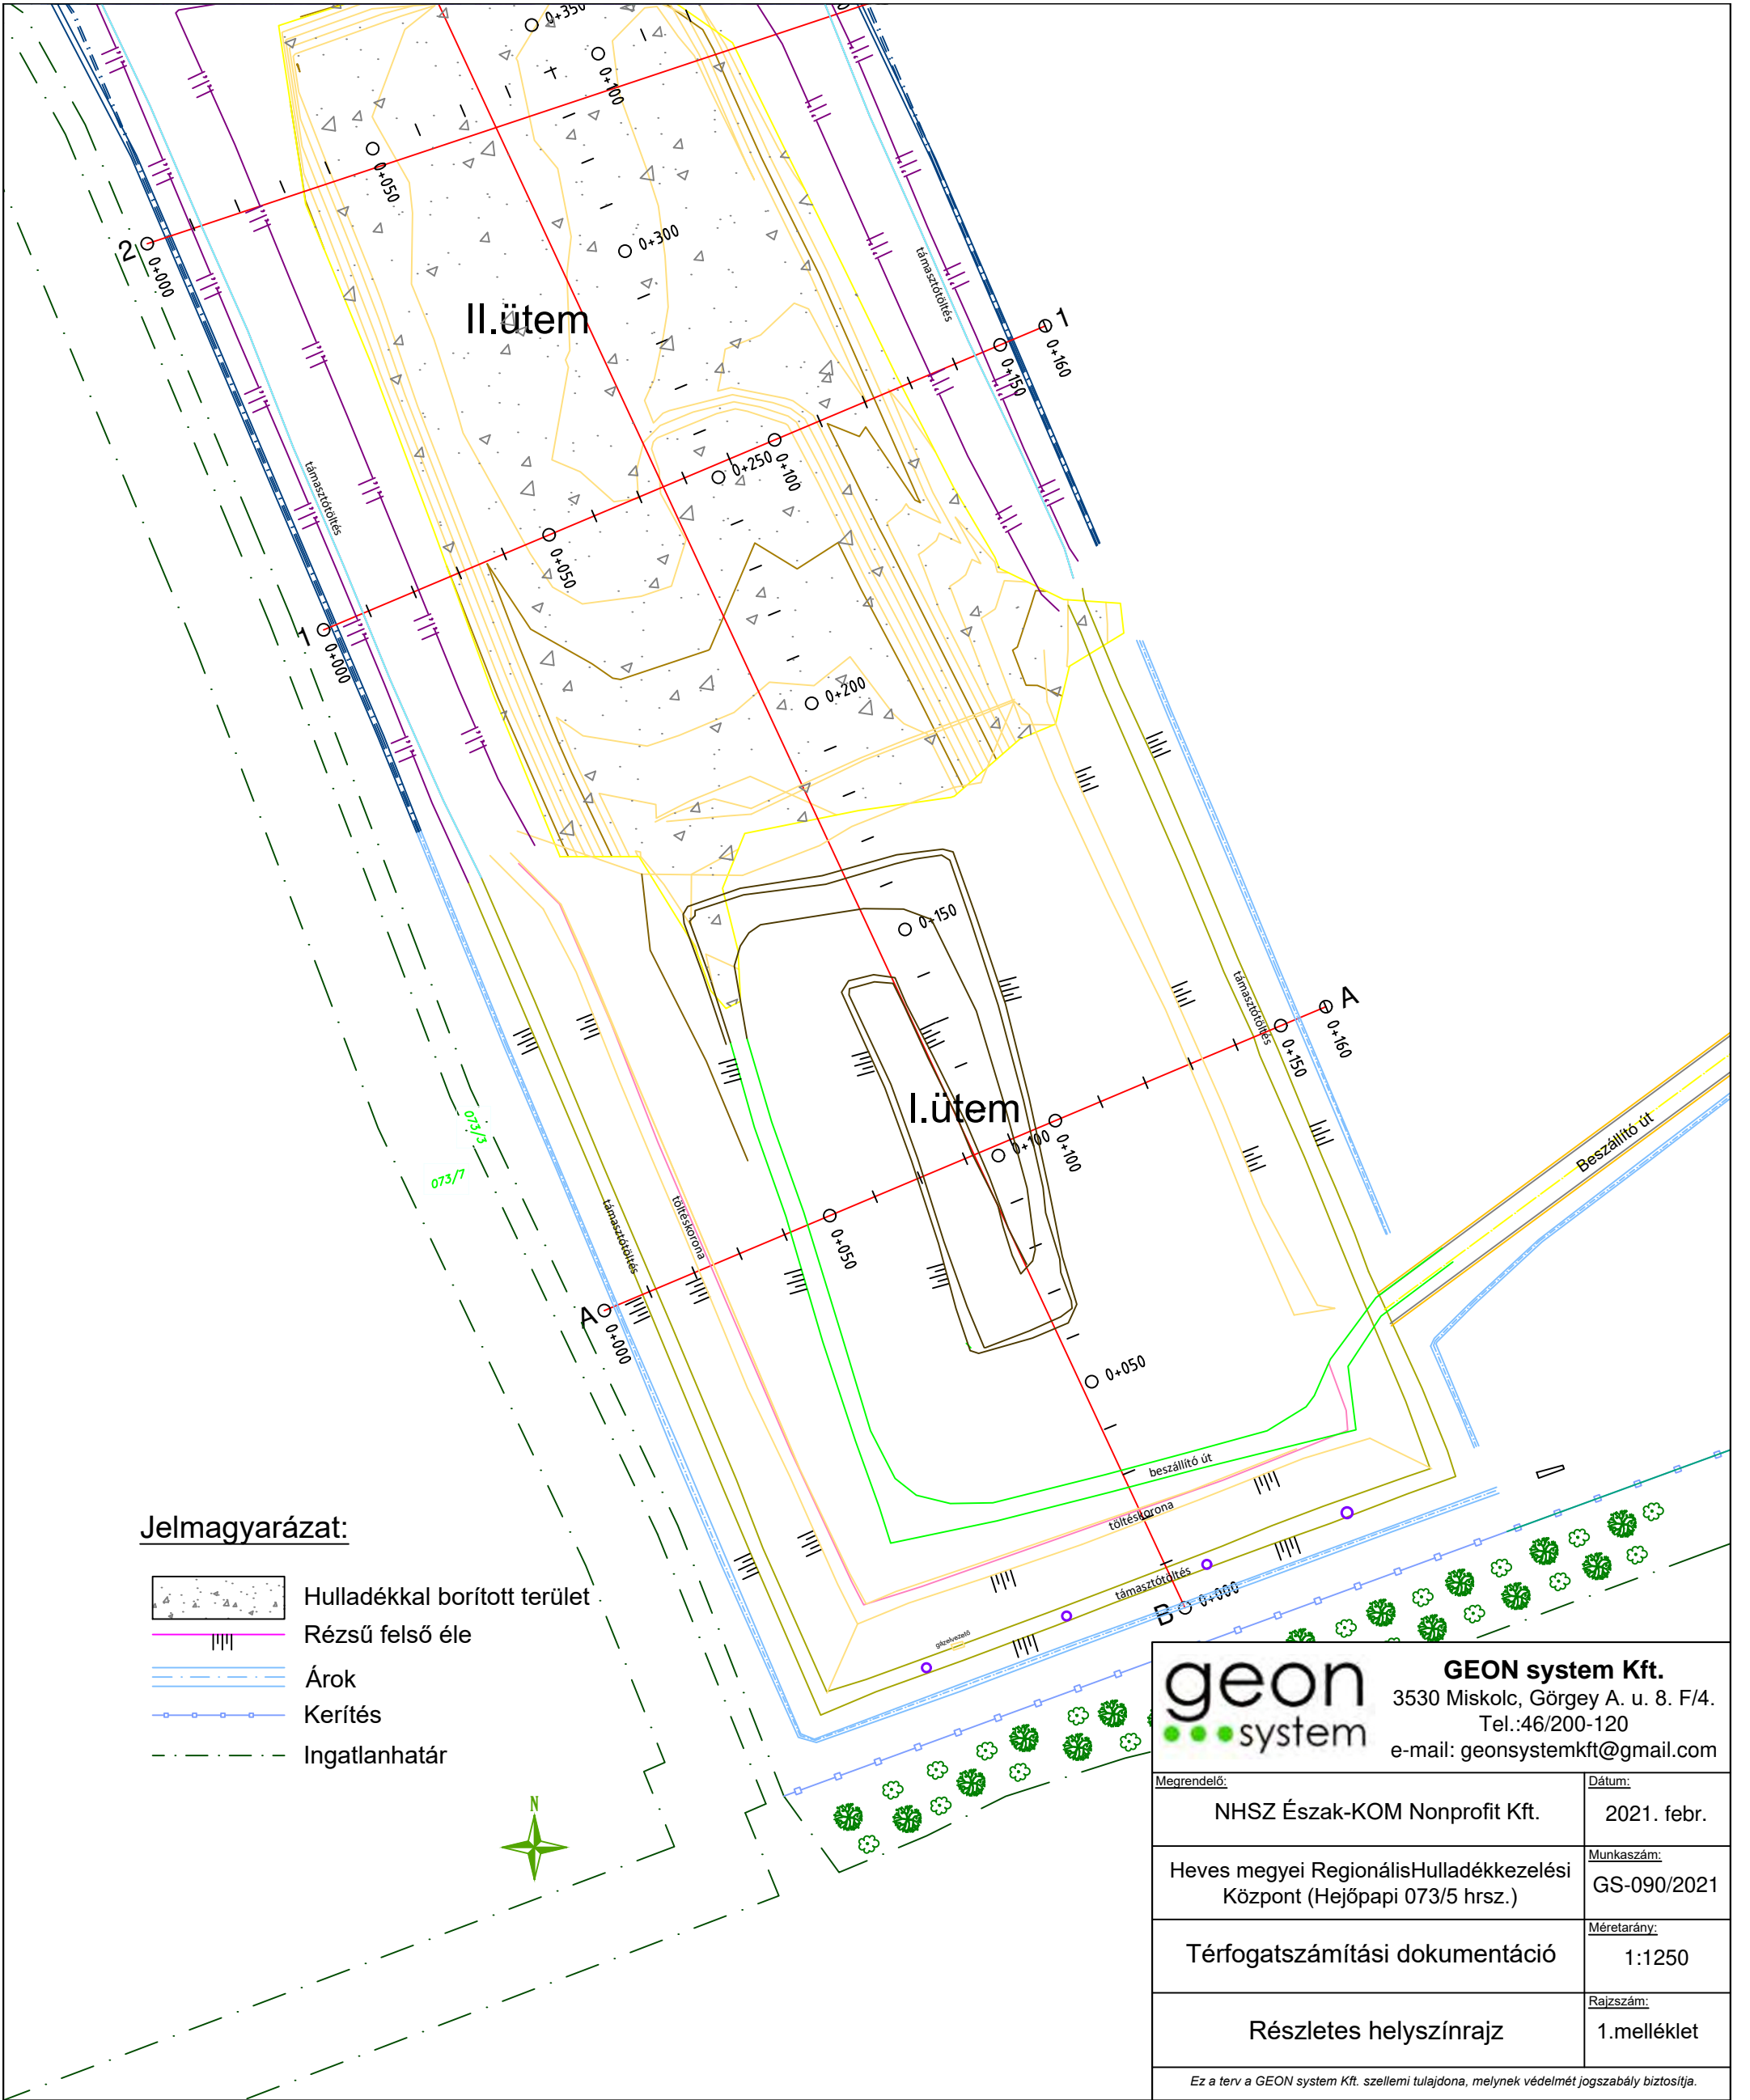 0+350
0+100
0+050
2
0+000
0+300
támasztótöltés
II.ütem
1
0+160
0+150
0+250
0+100
támasztótöltés
0+050
1
0+000
0+200
0+150
támasztótöltés
A
0+160
0+150
I.ütem
0+100
0+100
Beszállító út
073/3
073/7
töltéskorona
támasztótöltés
0+050
A
0+000
0+050
beszállító út
töltéskorona
támasztótöltés
B
0+000
gázelvezető
Jelmagyarázat:
Hulladékkal borított terület
Rézsű felső éle
Árok
Kerítés
Ingatlanhatár
N
geon
system
GEON system Kft.
3530 Miskolc, Görgey A. u. 8. F/4.
Tel.:46/200-120
e-mail: geonsystemkft@gmail.com
Megrendelő:
NHSZ Észak-KOM Nonprofit Kft.
Dátum:
2021. febr.
Heves megyei RegionálisHulladékkezelési
Központ (Hejőpapi 073/5 hrsz.)
Munkaszám:
GS-090/2021
Térfogatszámítási dokumentáció
Méretarány:
1:1250
Részletes helyszínrajz
Rajzszám:
1.melléklet
Ez a terv a GEON system Kft. szellemi tulajdona, melynek védelmét jogszabály biztosítja.